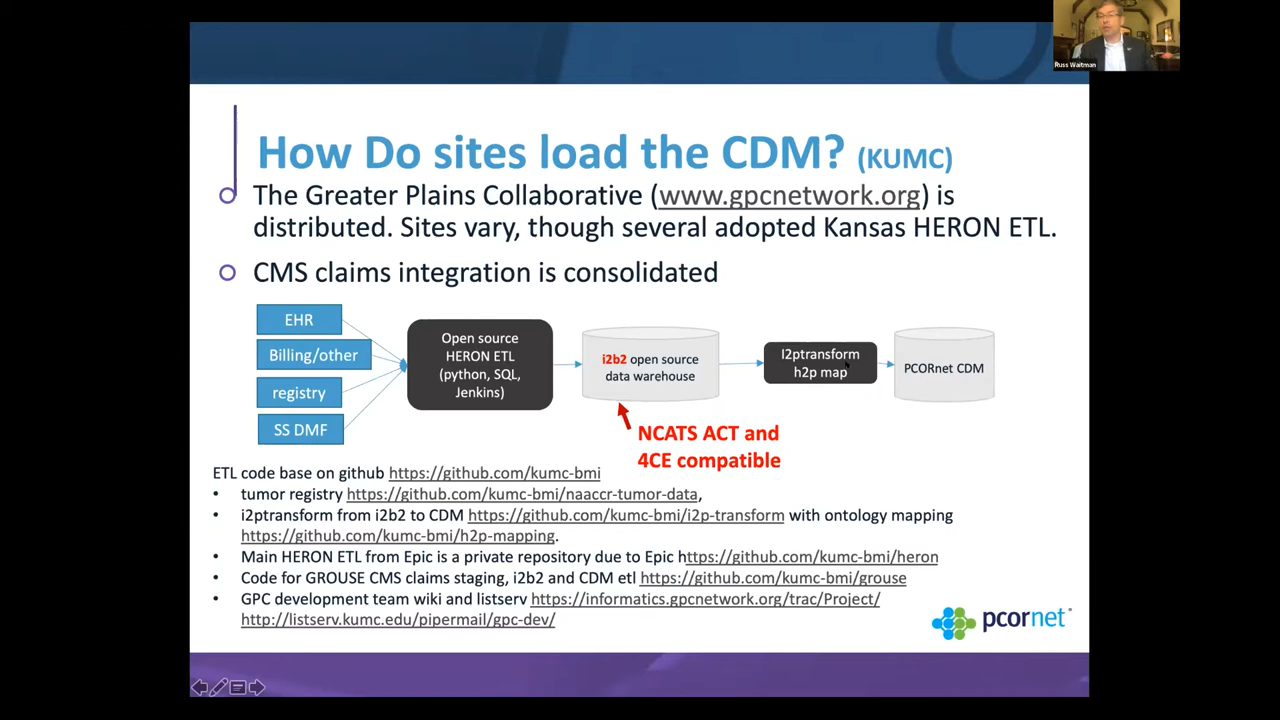 Russ Waitman
How Do sites load the CDM? (KUMC)
The Greater Plains Collaborative (www.gpcnetwork.org) is
distributed. Sites vary, though several adopted Kansas HERON ETL.
CMS claims integration is consolidated
EHR
Billing/other
registry
SS DMF
Open source
HERON ETL
(python, SQL,
Jenkins)
i2b2 open source
data warehouse
I2ptransform
h2p map
PCORnet CDM
NCATS ACT and
4CE compatible
ETL code base on github https://github.com/kumc-bmi
• tumor registry https://github.com/kumc-bmi/naaccr-tumor-data,
• i2ptransform from i2b2 to CDM https://github.com/kumc-bmi/i2p-transform with ontology mapping
https://github.com/kumc-bmi/h2p-mapping.
• Main HERON ETL from Epic is a private repository due to Epic https://github.com/kumc-bmi/heron
• Code for GROUSE CMS claims staging, i2b2 and CDM etl https://github.com/kumc-bmi/grouse
• GPC development team wiki and listserv https://informatics.gpcnetwork.org/trac/Project/
http://listserv.kumc.edu/pipermail/gpc-dev/
pcornet